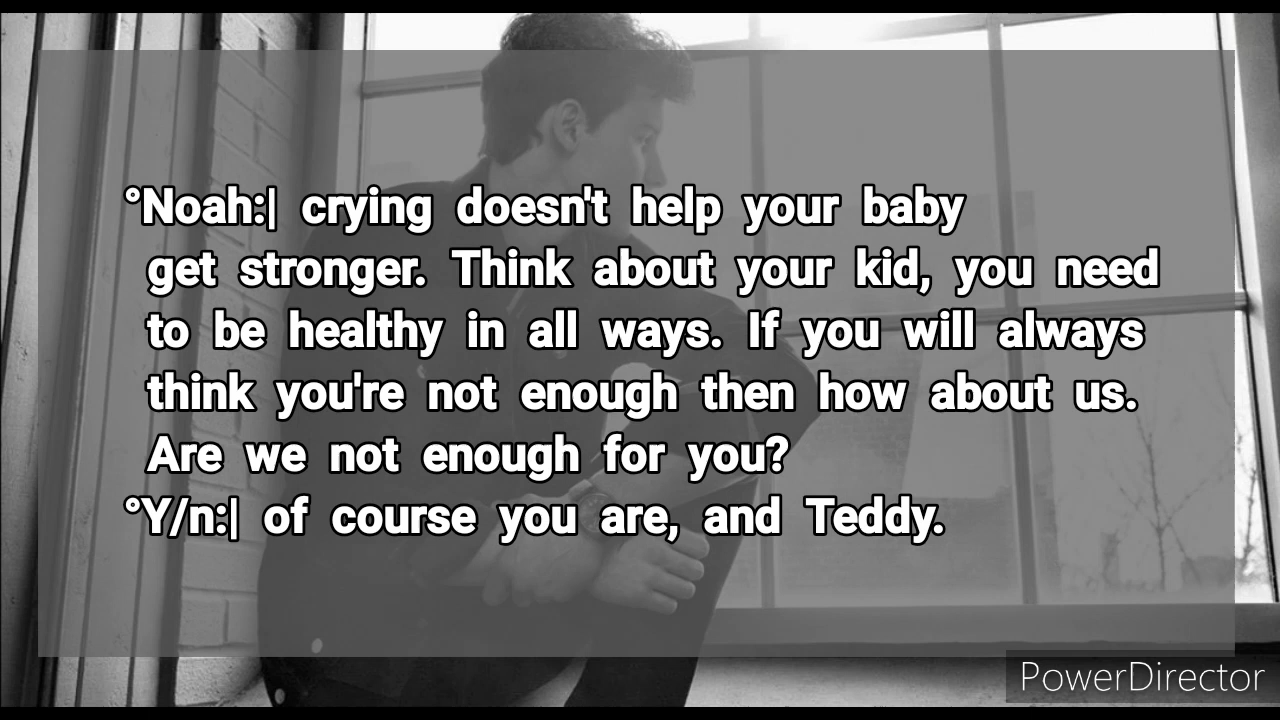 °Noah:| crying doesn't help your baby
get stronger. Think about your kid, you need
to be healthy in all ways. If you will always
think you're not enough then how about us.
Are we not enough for you?
°Y/n:| of course you are, and Teddy.
PowerDirector